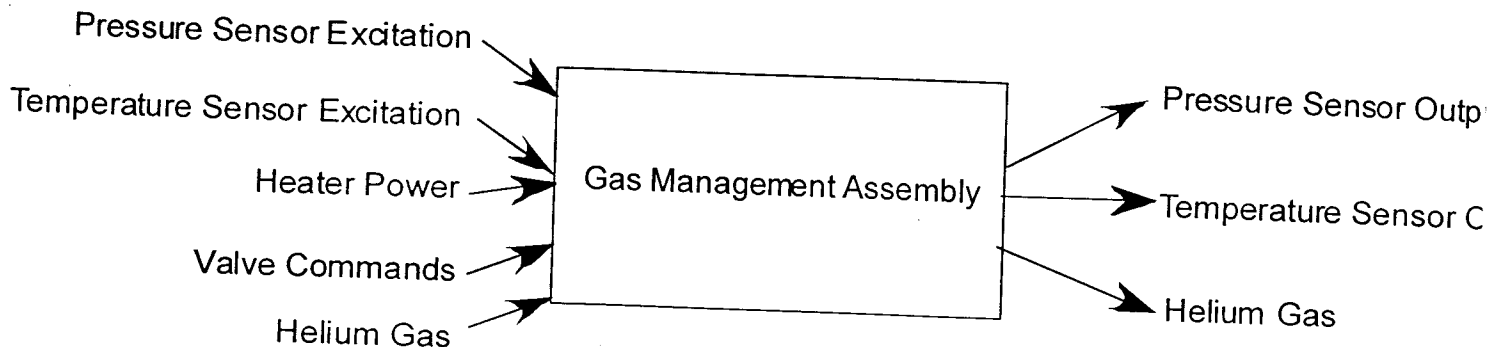 Pressure Sensor Excitation
Temperature Sensor Excitation
Heater Power
Valve Commands
Helium Gas
Gas Management Assembly
Pressure Sensor Outp
Temperature Sensor
Helium Gas